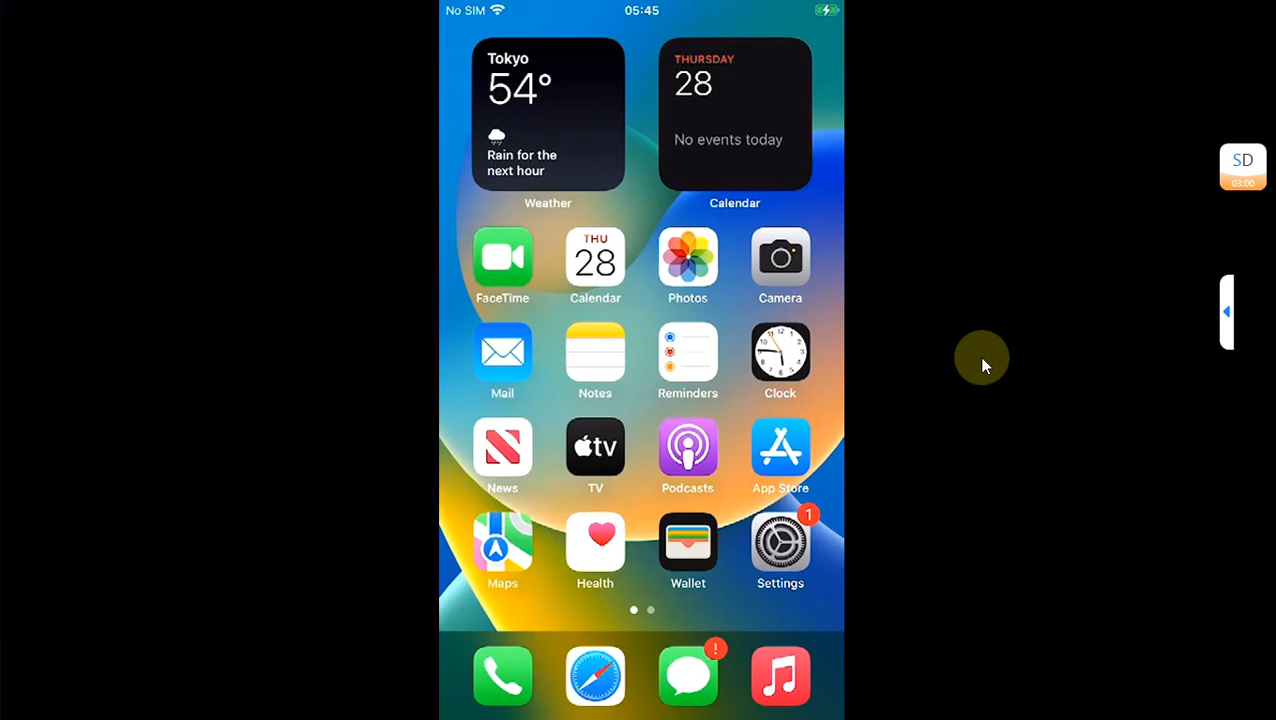 No SIM 05:45
Tokyo
54°
Rain for the
next hour
Weather
THURSDAY
28
No events today
Calendar
THU
28
FaceTime Calendar Photos Camera
Mail Notes Reminders Clock
tv
News TV Podcasts App Store
1
Maps Health Wallet Settings
!
SD
03:00